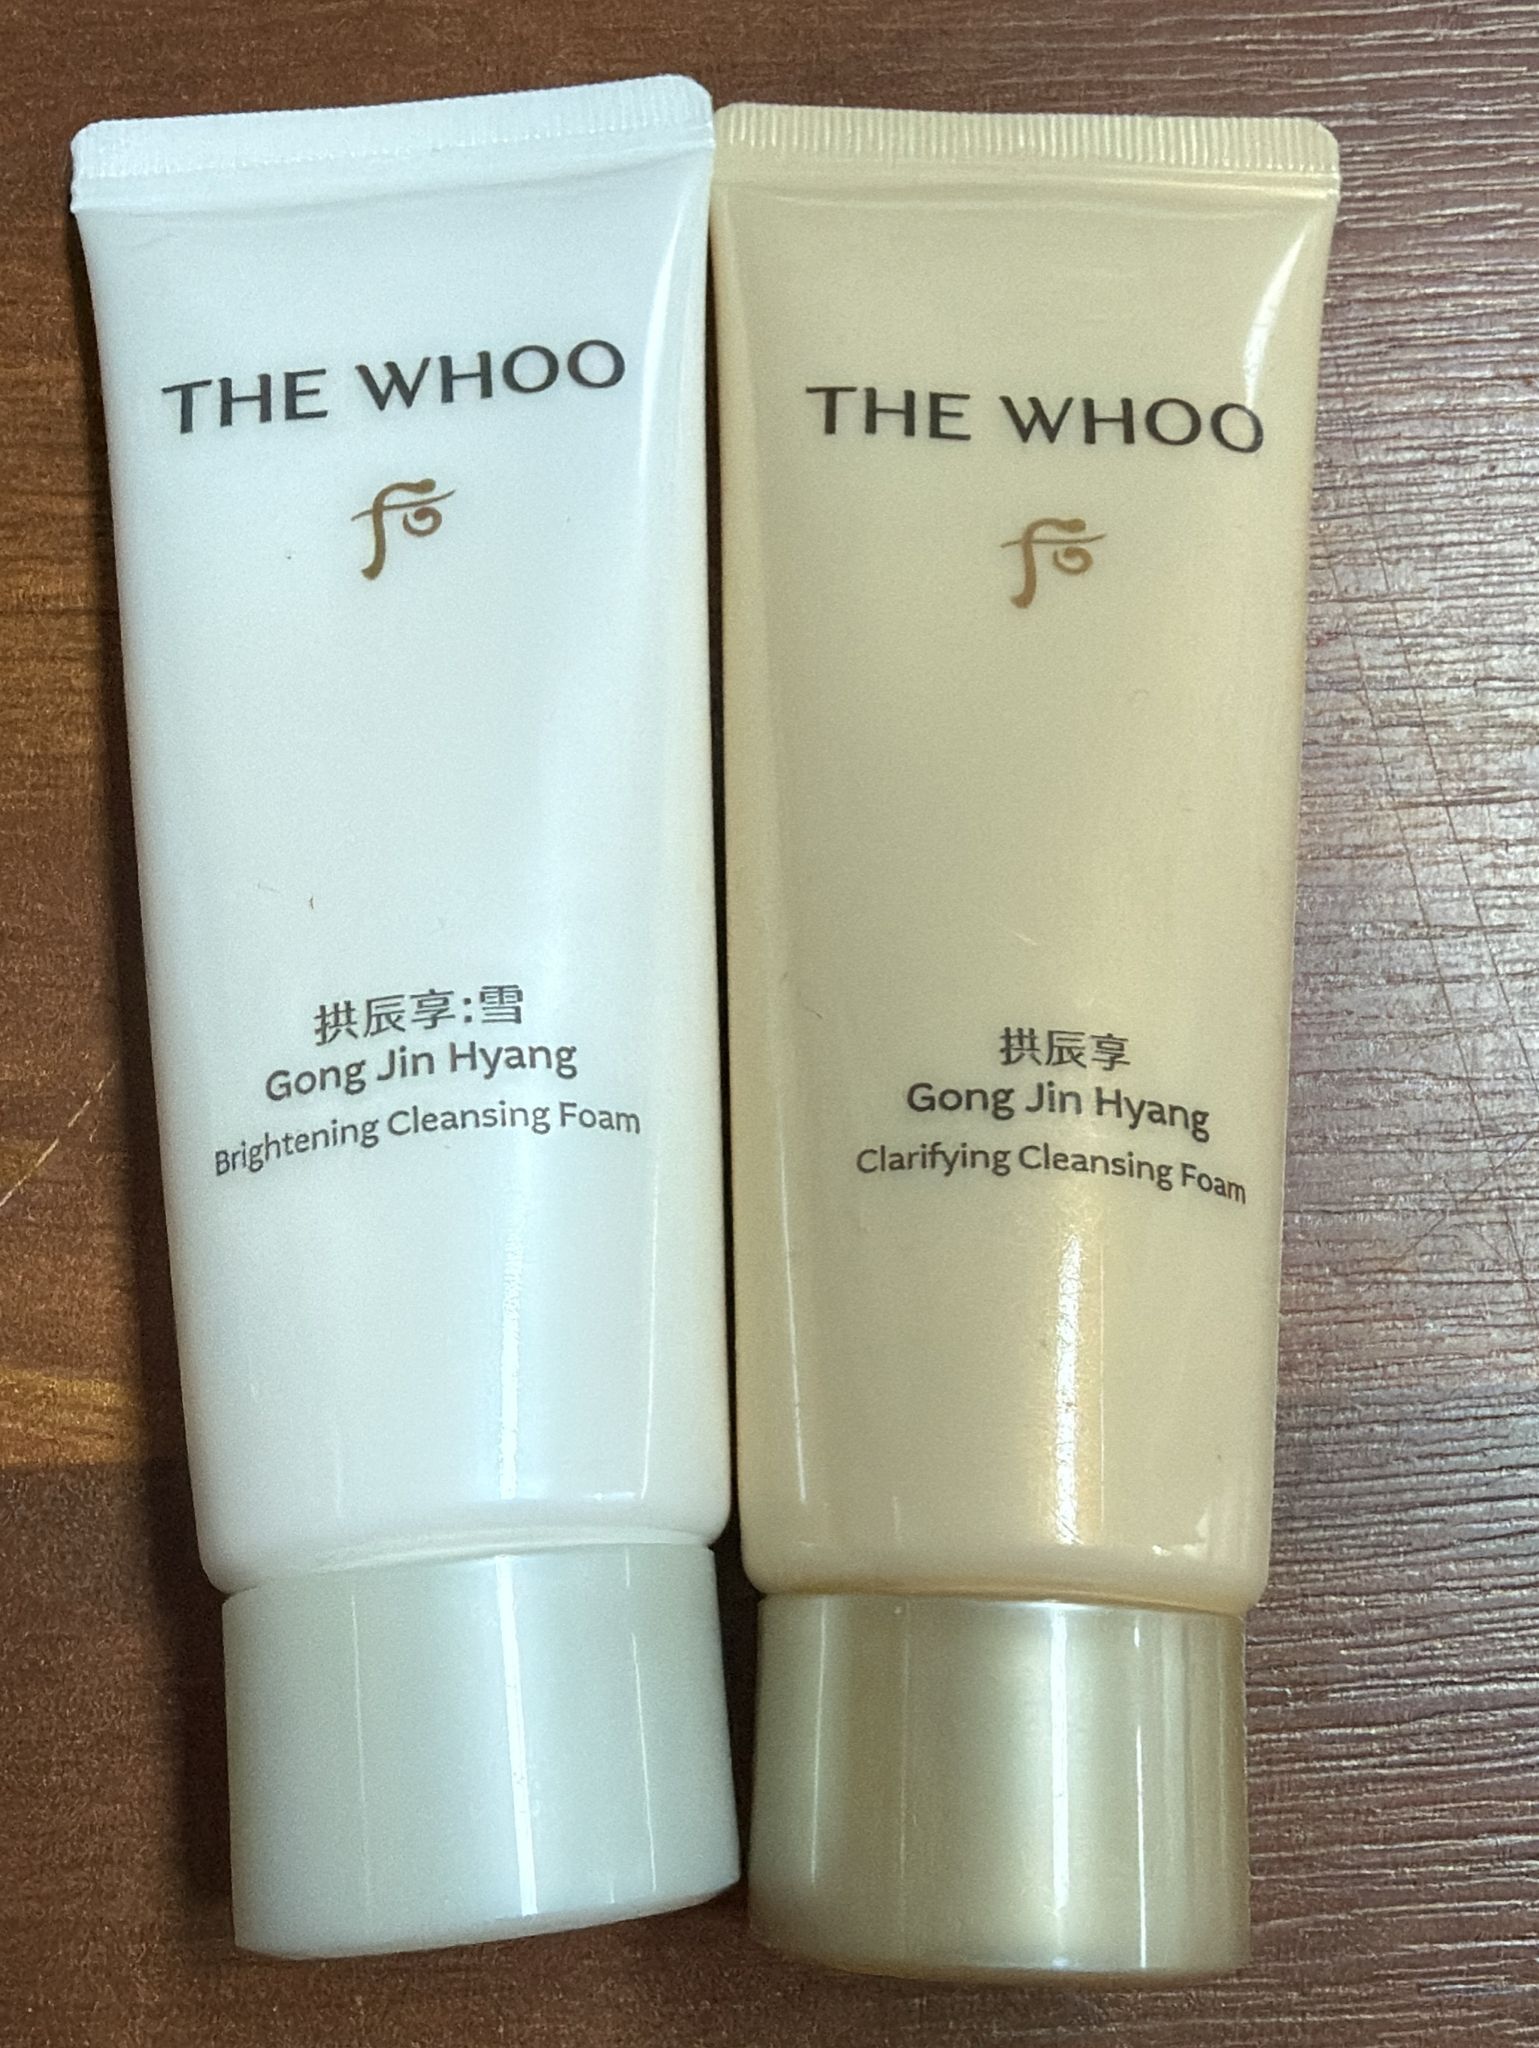 THE WHOO
拱辰享:雪
Gong Jin Hyang
Brightening Cleansing Foam
THE WHOO
拱辰享
Gong Jin Hyang
Clarifying Cleansing Foam